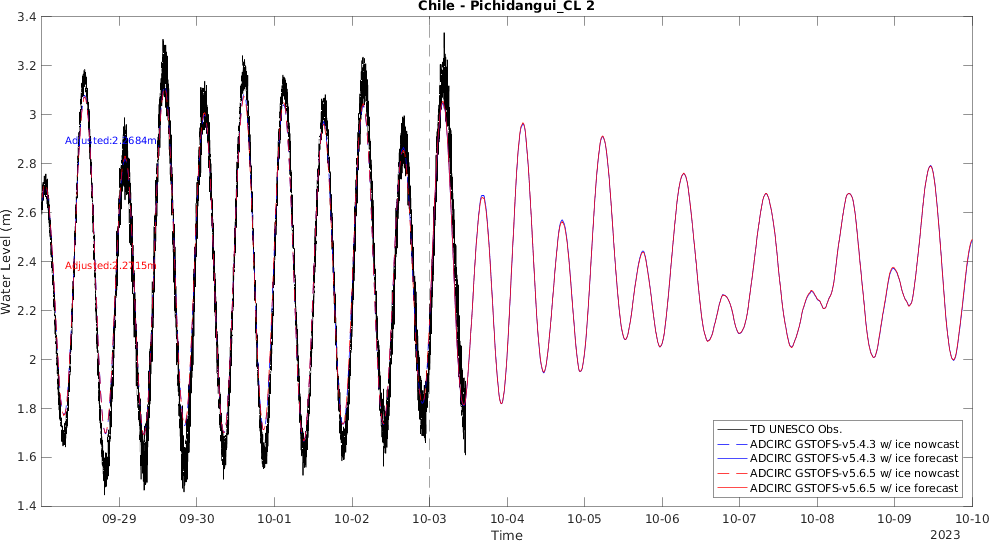 Chile - Pichidangui_CL 2
3.4
3.2
3
2.8
2.6
2.4
2.2
2
1.8
1.6
1.4
Water Level (m)
Adjusted:2.2684m
Adjusted:2.2715m
TD UNESCO Obs.
ADCIRC GSTOFS-v5.4.3 w/ ice nowcast
ADCIRC GSTOFS-v5.4.3 w/ ice forecast
ADCIRC GSTOFS-v5.6.5 w/ ice nowcast
ADCIRC GSTOFS-v5.6.5 w/ ice forecast
09-29 09-30 10-01 10-02 10-03 10-04 10-05 10-06 10-07 10-08 10-09 10-10
Time
2023